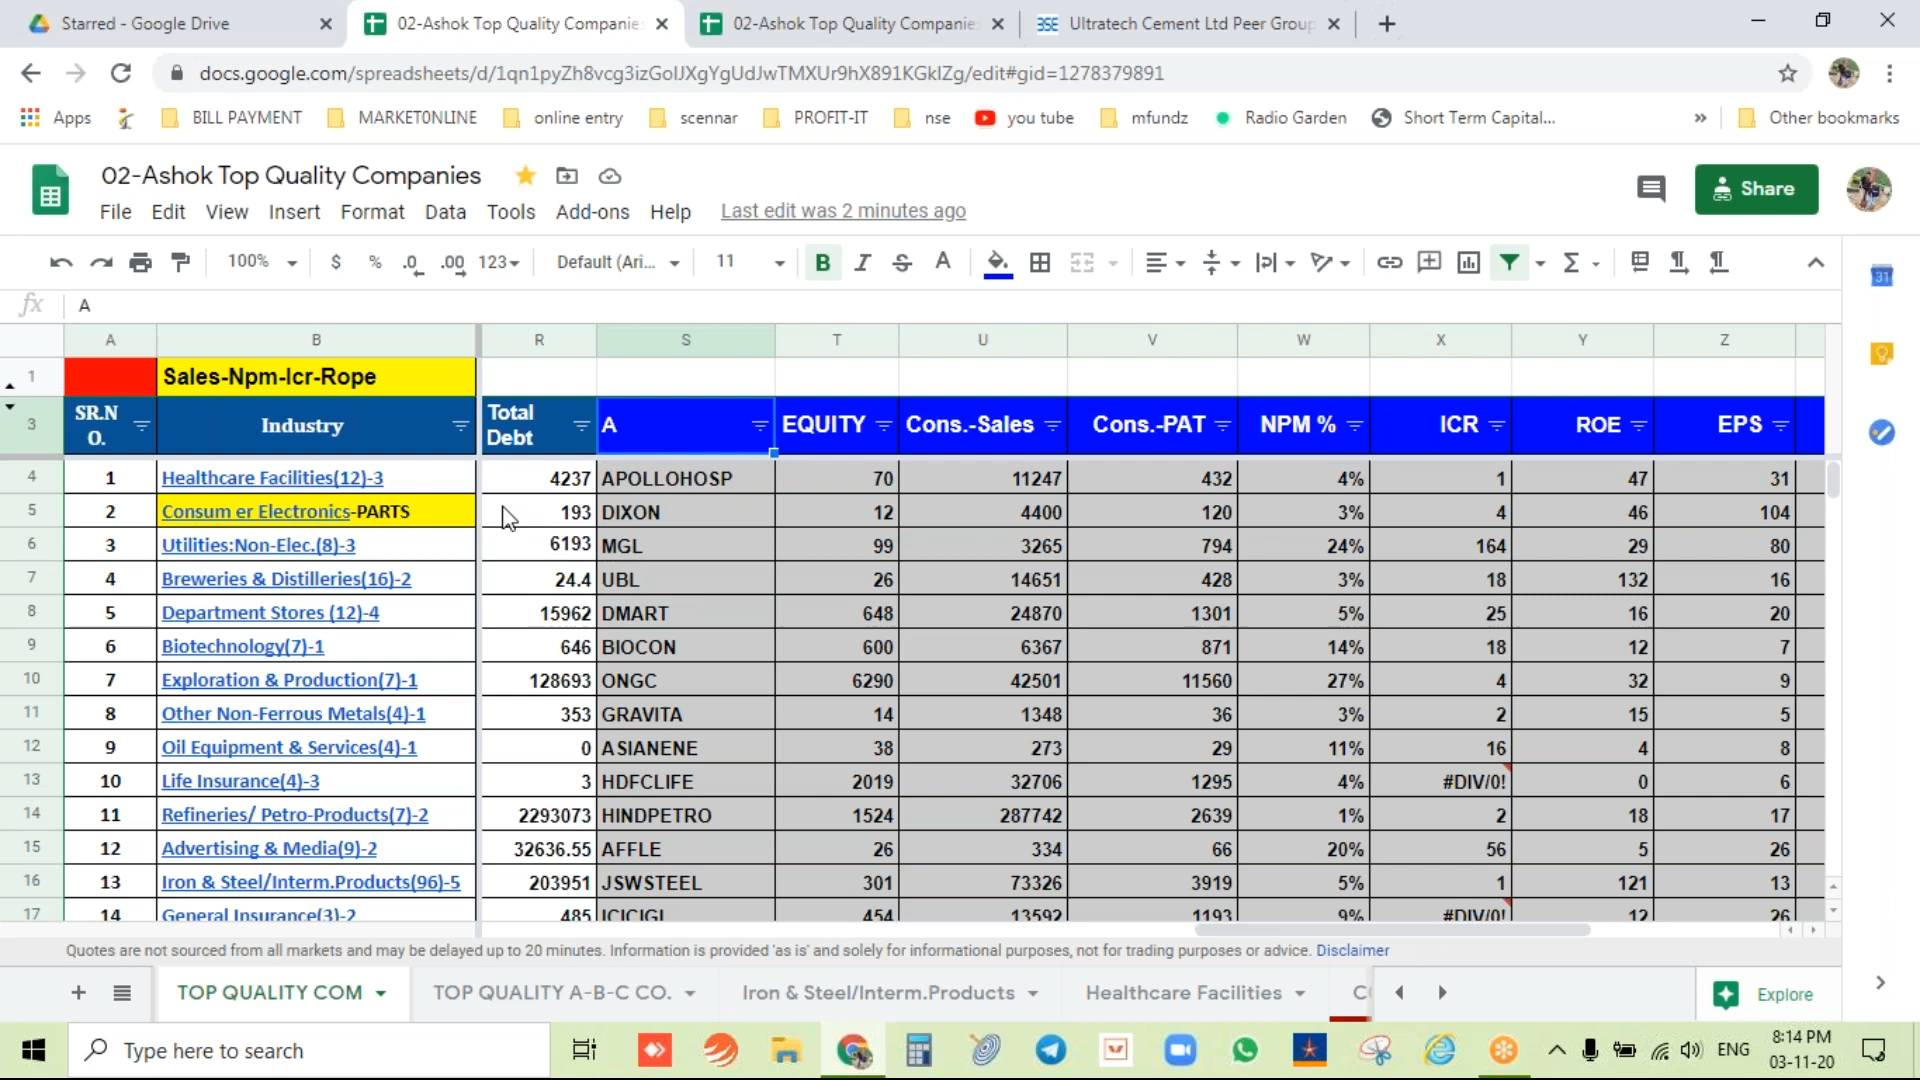 Starred - Google Drive
02-Ashok Top Quality Companie
02-Ashok Top Quality Companie
Ultratech Cement Ltd Peer Group
docs.google.com/spreadsheets/d/1qn1pyZh8vcg3izGoIJXgYgUdJwTMXUr9hX891KGkIZg/edit#gid=1278379891
Apps BILL PAYMENT MARKET0NLINE online entry scennar PROFIT-IT nse you tube mfundz Radio Garden Short Term Capital... » Other bookmarks
02-Ashok Top Quality Companies
Share
File Edit View Insert Format Data Tools Add-ons Help Last edit was 2 minutes ago
100% $ % .0 .00 123 Default (Ari... 11 B I S A
fx A
A B R S T U V W X Y Z
1 Sales-Npm-Icr-Rope
3 SR.NO. Industry Total Debt A EQUITY Cons.-Sales Cons.-PAT NPM % ICR ROE EPS
4 1 Healthcare Facilities(12)-3 4237 APOLLOHOSP 70 11247 432 4% 1 47 31
5 2 Consum er Electronics-PARTS 193 DIXON 12 4400 120 3% 4 46 104
6 3 Utilities:Non-Elec.(8)-3 6193 MGL 99 3265 794 24% 164 29 80
7 4 Breweries & Distilleries(16)-2 24.4 UBL 26 14651 428 3% 18 132 16
8 5 Department Stores (12)-4 15962 DMART 648 24870 1301 5% 25 16 20
9 6 Biotechnology(7)-1 646 BIOCON 600 6367 871 14% 18 12 7
10 7 Exploration & Production(7)-1 128693 ONGC 6290 42501 11560 27% 4 32 9
11 8 Other Non-Ferrous Metals(4)-1 353 GRAVITA 14 1348 36 3% 2 15 5
12 9 Oil Equipment & Services(4)-1 0 ASIANENE 38 273 29 11% 16 4 8
13 10 Life Insurance(4)-3 3 HDFCLIFE 2019 32706 1295 4% #DIV/0! 0 6
14 11 Refineries/ Petro-Products(7)-2 2293073 HINDPETRO 1524 287742 2639 1% 2 18 17
15 12 Advertising & Media(9)-2 32636.55 AFFLE 26 334 66 20% 56 5 26
16 13 Iron & Steel/Interm.Products(96)-5 203951 JSWSTEEL 301 73326 3919 5% 1 121 13
17 14 General Insurance(3)-2 485 ICICIGI 454 13592 1193 9% #DIV/0! 12 26
Quotes are not sourced from all markets and may be delayed up to 20 minutes. Information is provided 'as is' and solely for informational purposes, not for trading purposes or advice. Disclaimer
TOP QUALITY COM TOP QUALITY A-B-C CO. Iron & Steel/Interm.Products Healthcare Facilities Explore
Type here to search
ENG
8:14 PM
03-11-20